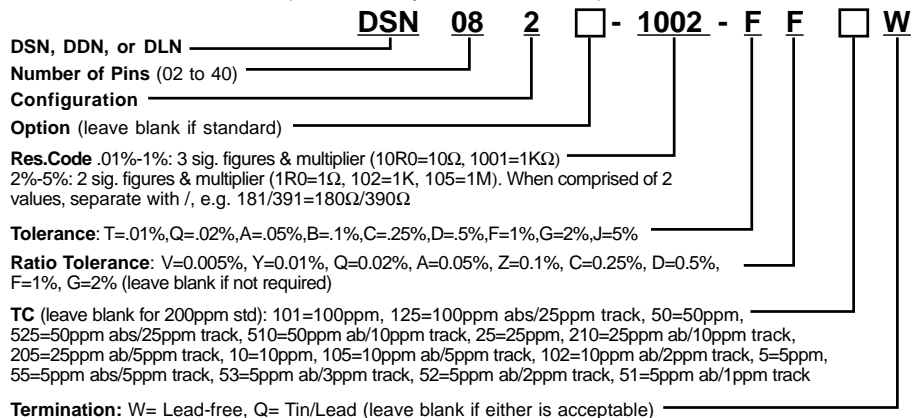 DSN 08 2 □- 1002 - F F □ W
DSN, DDN, or DLN
Number of Pins (02 to 40)
Configuration
Option (leave blank if standard)
Res.Code .01%-1%: 3 sig. figures & multiplier (10R0=10Ω, 1001=1KΩ)
2%-5%: 2 sig. figures & multiplier (1R0=1Ω, 102=1K, 105=1M). When comprised of 2
values, separate with /, e.g. 181/391=180Ω/390Ω
Tolerance: T=.01%,Q=.02%,A=.05%,B=.1%,C=.25%,D=.5%,F=1%,G=2%,J=5%
Ratio Tolerance: V=0.005%, Y=0.01%, Q=0.02%, A=0.05%, Z=0.1%, C=0.25%, D=0.5%,
F=1%, G=2% (leave blank if not required)
TC (leave blank for 200ppm std): 101=100ppm, 125=100ppm abs/25ppm track, 50=50ppm,
525=50ppm abs/25ppm track, 510=50ppm ab/10ppm track, 25=25ppm, 210=25ppm ab/10ppm track,
205=25ppm ab/5ppm track, 10=10ppm, 105=10ppm ab/5ppm track, 102=10ppm ab/2ppm track, 5=5ppm,
55=5ppm abs/5ppm track, 53=5ppm ab/3ppm track, 52=5ppm ab/2ppm track, 51=5ppm ab/1ppm track
Termination: W= Lead-free, Q= Tin/Lead (leave blank if either is acceptable)